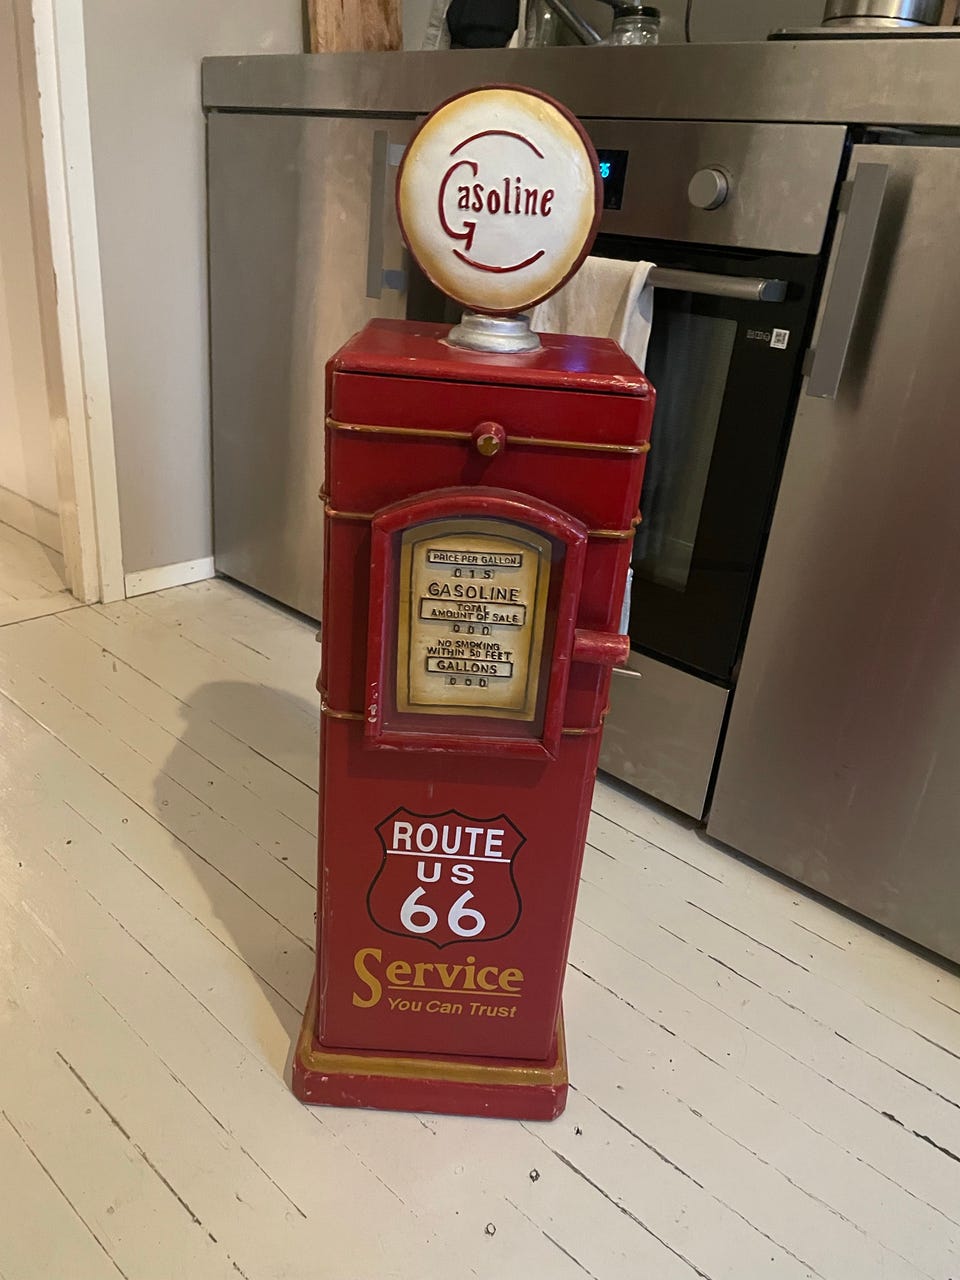 Gasoline
PRICE PER GALLON
0 1 5
GASOLINE
TOTAL
AMOUNT OF SALE
0 0 0
NO SMOKING
WITHIN 50 FEET
GALLONS
0 0 0
ROUTE
US
66
Service
You Can Trust